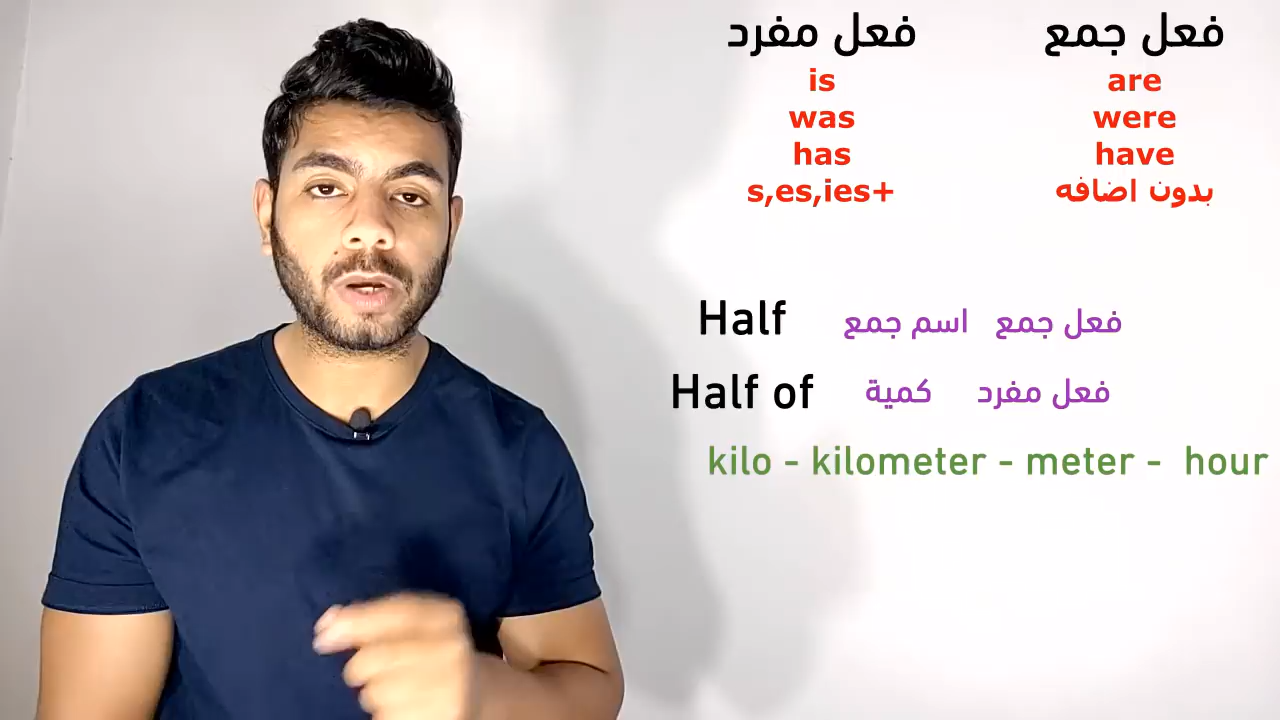 فعل مفرد فعل جمع
is are
was were
has have
s,es,ies+ بدون اضافه
Half اسم جمع فعل جمع
Half of كمية فعل مفرد
kilo - kilometer - meter - hour